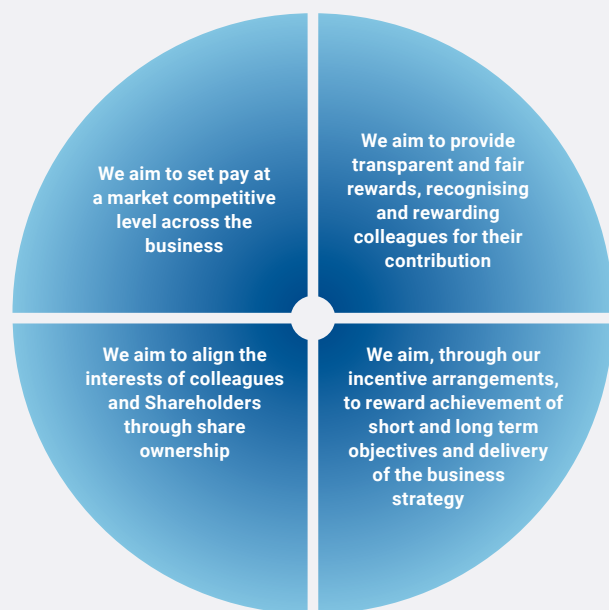 We aim to set pay at
a market competitive
level across the
business
We aim to provide
transparent and fair
rewards, recognising
and rewarding
colleagues for their
contribution
We aim to align the
interests of colleagues
and Shareholders
through share
ownership
We aim, through our
incentive arrangements,
to reward achievement of
short and long term
objectives and delivery
of the business
strategy